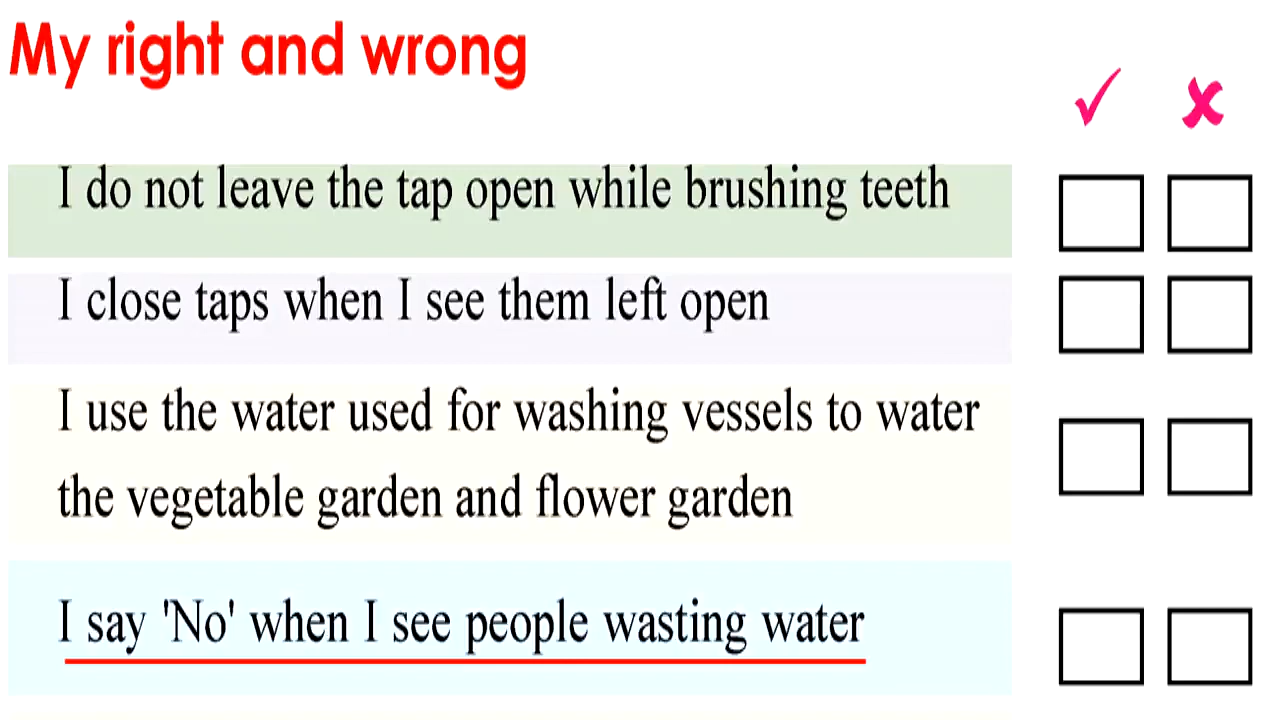 My right and wrong
✓ ✘
I do not leave the tap open while brushing teeth
I close taps when I see them left open
I use the water used for washing vessels to water
the vegetable garden and flower garden
I say 'No' when I see people wasting water